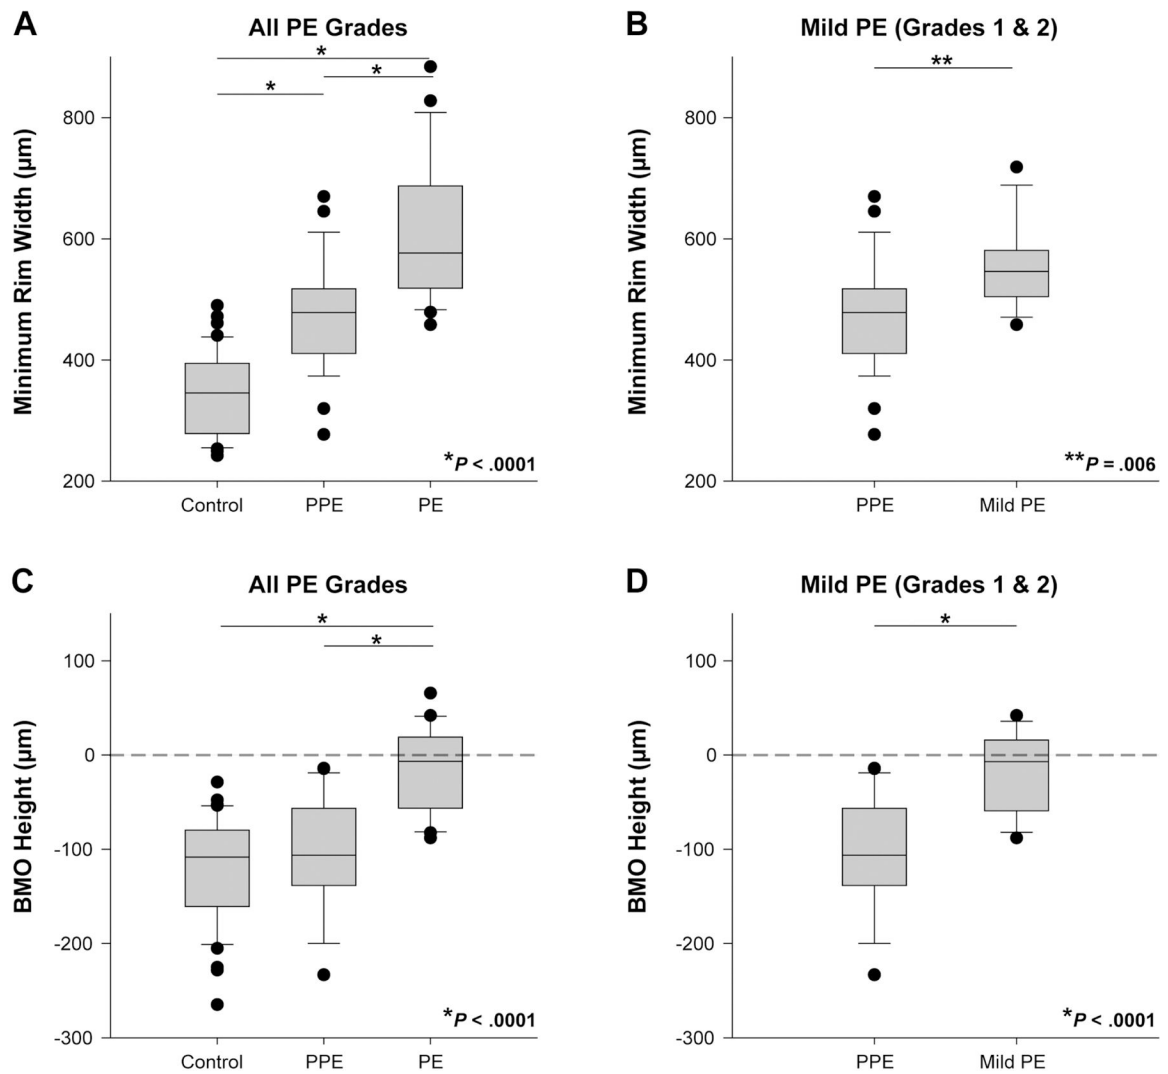 A
All PE Grades
*
*
*
Minimum Rim Width (μm)
800
600
400
200
*P < .0001
Control
PPE
PE
B
Mild PE (Grades 1 & 2)
**
Minimum Rim Width (μm)
800
600
400
200
**P = .006
PPE
Mild PE
C
All PE Grades
*
*
BMO Height (μm)
100
0
-100
-200
-300
*P < .0001
Control
PPE
PE
D
Mild PE (Grades 1 & 2)
*
BMO Height (μm)
100
0
-100
-200
-300
*P < .0001
PPE
Mild PE